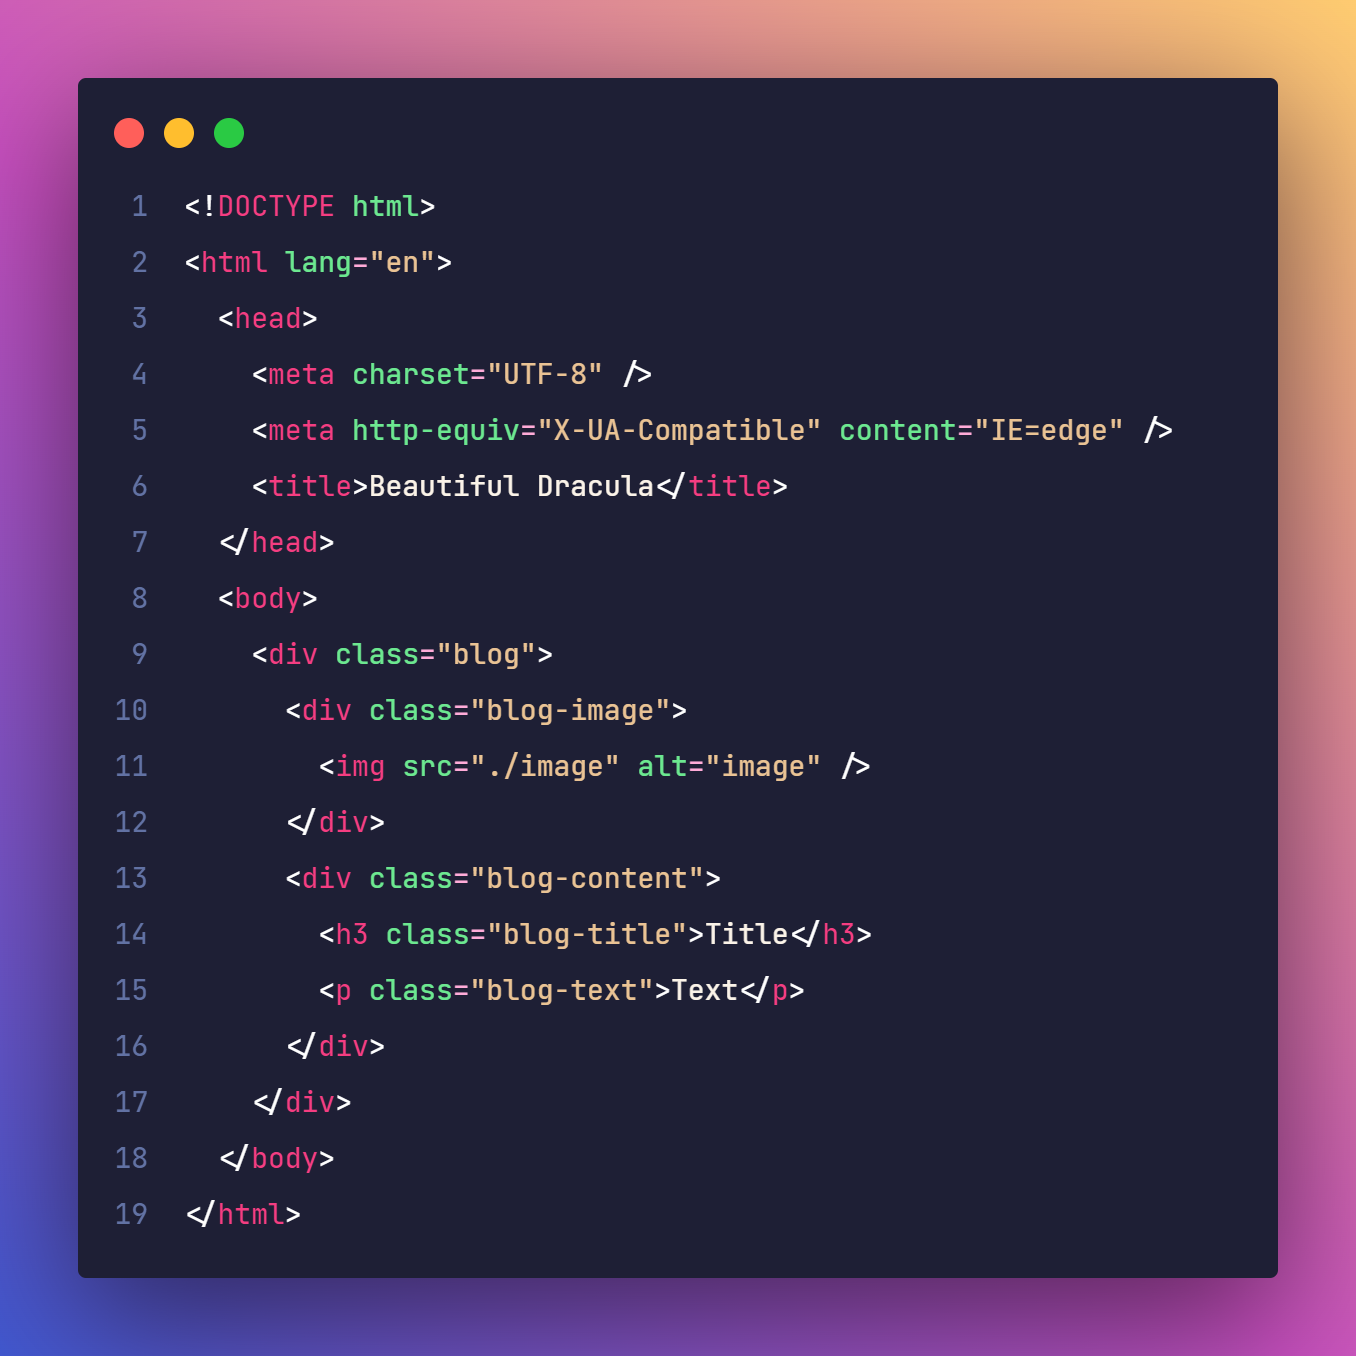 1 <!DOCTYPE html>
2 <html lang="en">
3   <head>
4     <meta charset="UTF-8" />
5     <meta http-equiv="X-UA-Compatible" content="IE=edge" />
6     <title>Beautiful Dracula</title>
7   </head>
8   <body>
9     <div class="blog">
10       <div class="blog-image">
11         <img src="./image" alt="image" />
12       </div>
13       <div class="blog-content">
14         <h3 class="blog-title">Title</h3>
15         <p class="blog-text">Text</p>
16       </div>
17     </div>
18   </body>
19 </html>